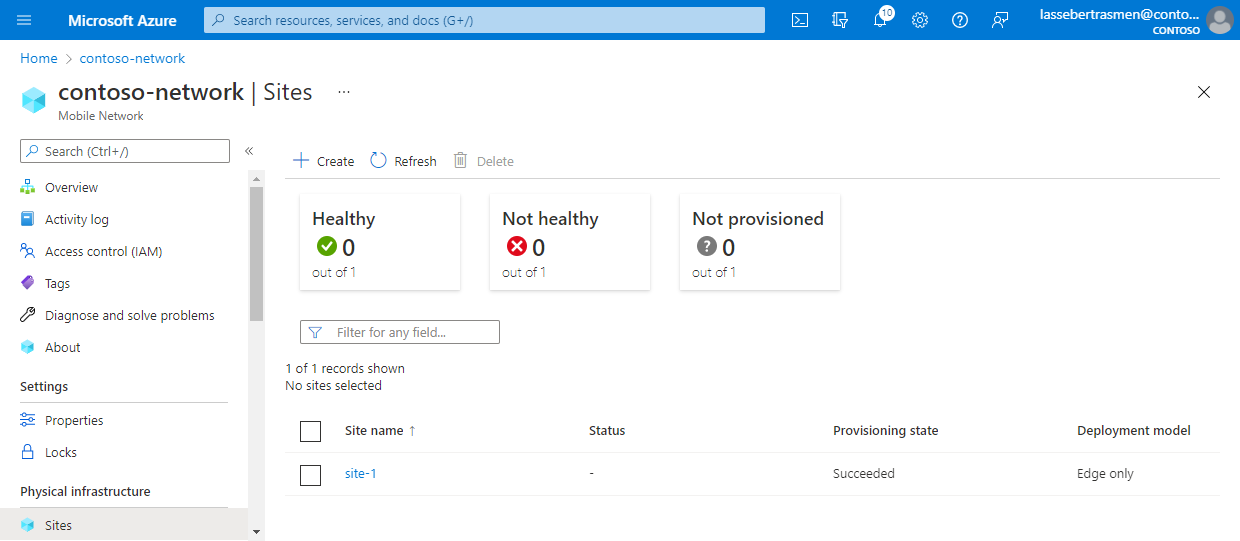 Microsoft Azure
Search resources, services, and docs (G+/)
10
lassebertrasmen@conto...
CONTOSO
Home > contoso-network
contoso-network | Sites ...
Mobile Network
Search (Ctrl+/) «
Overview
Activity log
Access control (IAM)
Tags
Diagnose and solve problems
About
Settings
Properties
Locks
Physical infrastructure
Sites
Create Refresh Delete
Healthy
0
out of 1
Not healthy
0
out of 1
Not provisioned
0
out of 1
Filter for any field...
1 of 1 records shown
No sites selected
Site name ↑ Status Provisioning state Deployment model
site-1 - Succeeded Edge only